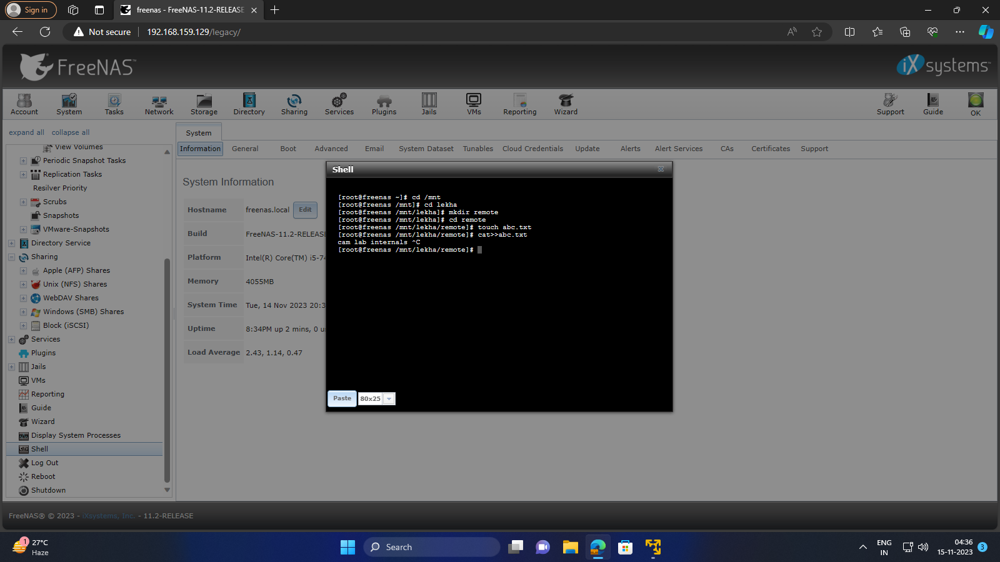 Sign in
freenas - FreeNAS-11.2-RELEASE
Not secure
192.168.159.129/legacy/
FreeNAS™
iXsystems™
Account
System
Tasks
Network
Storage
Directory
Sharing
Services
Plugins
Jails
VMs
Reporting
Wizard
Support
Guide
OK
expand all
collapse all
View Volumes
Periodic Snapshot Tasks
Replication Tasks
Resilver Priority
Scrubs
Snapshots
VMware-Snapshots
Directory Service
Sharing
Apple (AFP) Shares
Unix (NFS) Shares
WebDAV Shares
Windows (SMB) Shares
Block (iSCSI)
Services
Plugins
Jails
VMs
Reporting
Guide
Wizard
Display System Processes
Shell
Log Out
Reboot
Shutdown
System
Information
General
Boot
Advanced
Email
System Dataset
Tunables
Cloud Credentials
Update
Alerts
Alert Services
CAs
Certificates
Support
System Information
Hostname freenas.local Edit
Build FreeNAS-11.2-RELEASE
Platform Intel(R) Core(TM) i5-74
Memory 4055MB
System Time Tue, 14 Nov 2023 20:3
Uptime 8:34PM up 2 mins, 0 us
Load Average 2.43, 1.14, 0.47
Shell
[root@freenas ~]# cd /mnt
[root@freenas /mnt]# cd lekha
[root@freenas /mnt/lekha]# mkdir remote
[root@freenas /mnt/lekha]# cd remote
[root@freenas /mnt/lekha/remote]# touch abc.txt
[root@freenas /mnt/lekha/remote]# cat>>abc.txt
cam lab internals ^C
[root@freenas /mnt/lekha/remote]#
Paste
80x25
FreeNAS® © 2023 - iXsystems, Inc. - 11.2-RELEASE
1
27°C
Haze
Search
ENG
IN
04:36
15-11-2023
3